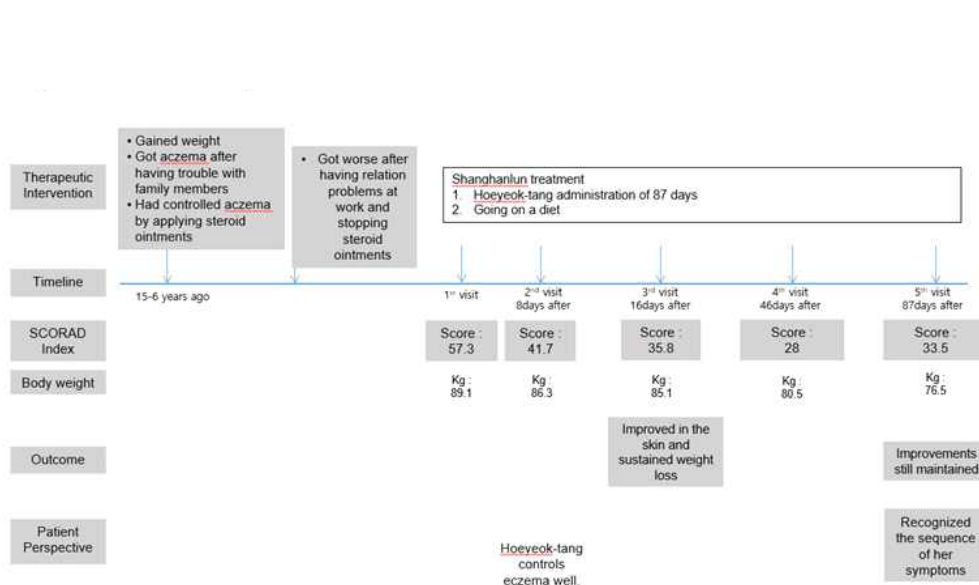 • Gained weight
• Got aczema after
having trouble with
family members
• Had controlled aczema
by applying steroid
ointments
• Got worse after
having relation
problems at
work and
stopping
steroid
ointments
Therapeutic
Intervention
Shanghanlun treatment
1. Hoeyeok-tang administration of 87 days
2. Going on a diet
Timeline
15-6 years ago
1ˢᵗ visit
2ⁿᵈ visit
8days after
3ʳᵈ visit
16days after
4ᵗʰ visit
46days after
5ᵗʰ visit
87days after
SCORAD
Index
Score :
57.3
Score :
41.7
Score :
35.8
Score :
28
Score :
33.5
Body weight
Kg :
89.1
Kg :
86.3
Kg :
85.1
Kg :
80.5
Kg :
76.5
Outcome
Improved in the
skin and
sustained weight
loss
Improvements
still maintained
Patient
Perspective
Hoeyeok-tang
controls
eczema well.
Recognized
the sequence
of her
symptoms